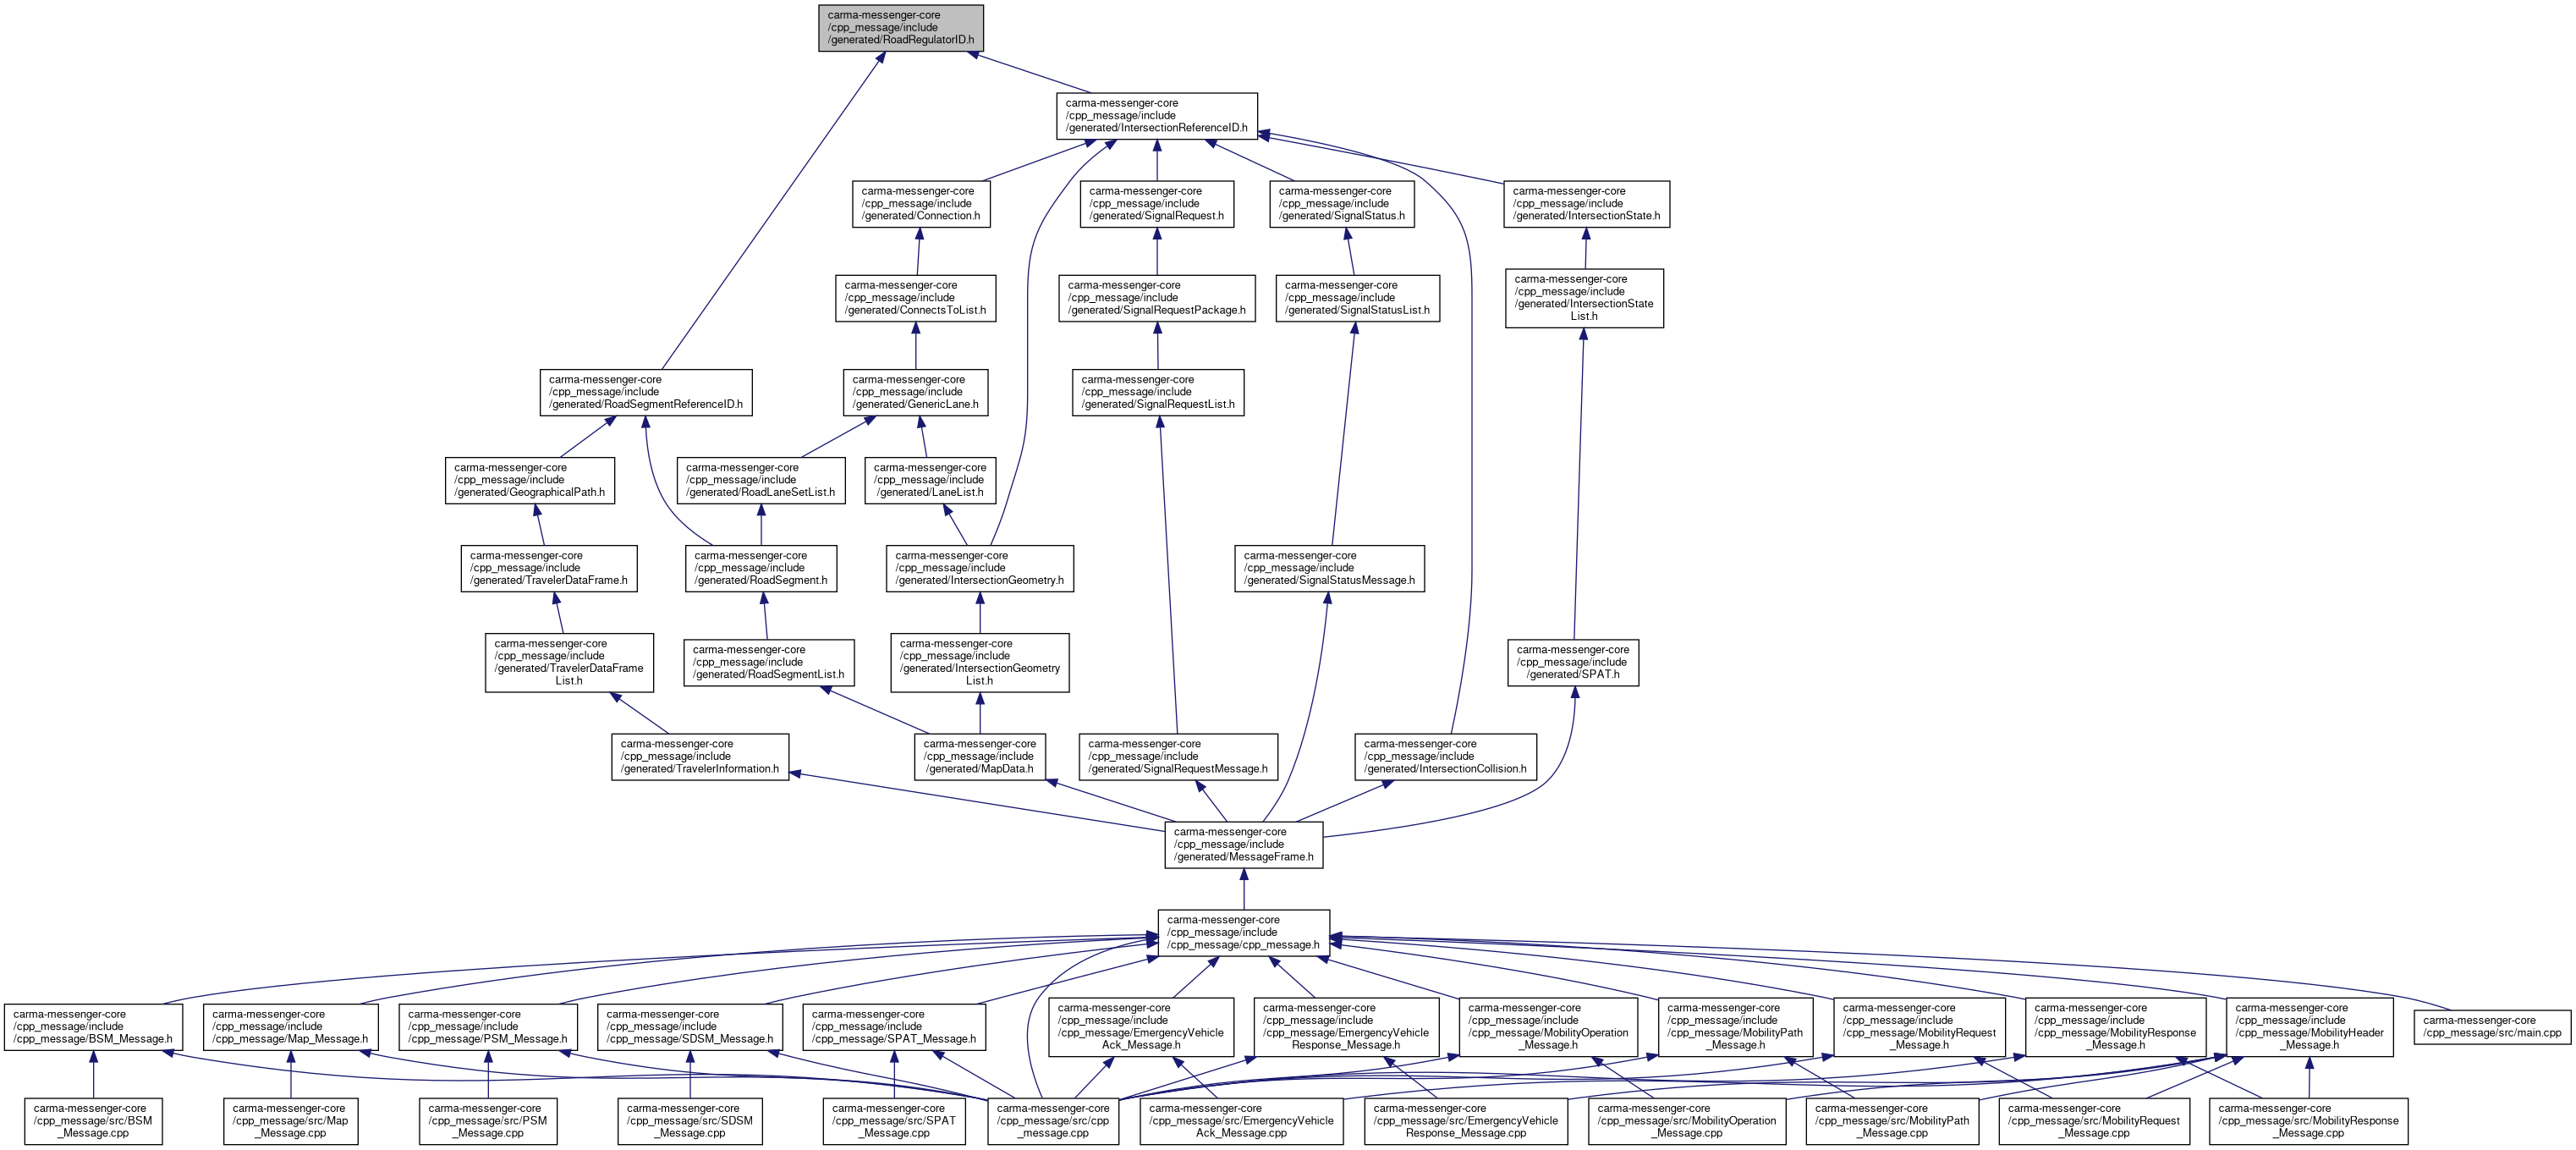 carma-messenger-core
/cpp_message/include
/generated/RoadRegulatorID.h
carma-messenger-core
/cpp_message/include
/generated/IntersectionReferenceID.h
carma-messenger-core
/cpp_message/include
/generated/Connection.h
carma-messenger-core
/cpp_message/include
/generated/SignalRequest.h
carma-messenger-core
/cpp_message/include
/generated/SignalStatus.h
carma-messenger-core
/cpp_message/include
/generated/IntersectionState.h
carma-messenger-core
/cpp_message/include
/generated/ConnectsToList.h
carma-messenger-core
/cpp_message/include
/generated/SignalRequestPackage.h
carma-messenger-core
/cpp_message/include
/generated/SignalStatusList.h
carma-messenger-core
/cpp_message/include
/generated/IntersectionState
List.h
carma-messenger-core
/cpp_message/include
/generated/RoadSegmentReferenceID.h
carma-messenger-core
/cpp_message/include
/generated/GenericLane.h
carma-messenger-core
/cpp_message/include
/generated/SignalRequestList.h
carma-messenger-core
/cpp_message/include
/generated/GeographicalPath.h
carma-messenger-core
/cpp_message/include
/generated/RoadLaneSetList.h
carma-messenger-core
/cpp_message/include
/generated/LaneList.h
carma-messenger-core
/cpp_message/include
/generated/TravelerDataFrame.h
carma-messenger-core
/cpp_message/include
/generated/RoadSegment.h
carma-messenger-core
/cpp_message/include
/generated/IntersectionGeometry.h
carma-messenger-core
/cpp_message/include
/generated/SignalStatusMessage.h
carma-messenger-core
/cpp_message/include
/generated/TravelerDataFrame
List.h
carma-messenger-core
/cpp_message/include
/generated/RoadSegmentList.h
carma-messenger-core
/cpp_message/include
/generated/IntersectionGeometry
List.h
carma-messenger-core
/cpp_message/include
/generated/SPAT.h
carma-messenger-core
/cpp_message/include
/generated/TravelerInformation.h
carma-messenger-core
/cpp_message/include
/generated/MapData.h
carma-messenger-core
/cpp_message/include
/generated/SignalRequestMessage.h
carma-messenger-core
/cpp_message/include
/generated/IntersectionCollision.h
carma-messenger-core
/cpp_message/include
/generated/MessageFrame.h
carma-messenger-core
/cpp_message/include
/cpp_message/cpp_message.h
carma-messenger-core
/cpp_message/include
/cpp_message/BSM_Message.h
carma-messenger-core
/cpp_message/include
/cpp_message/Map_Message.h
carma-messenger-core
/cpp_message/include
/cpp_message/PSM_Message.h
carma-messenger-core
/cpp_message/include
/cpp_message/SDSM_Message.h
carma-messenger-core
/cpp_message/include
/cpp_message/SPAT_Message.h
carma-messenger-core
/cpp_message/include
/cpp_message/EmergencyVehicle
Ack_Message.h
carma-messenger-core
/cpp_message/include
/cpp_message/EmergencyVehicle
Response_Message.h
carma-messenger-core
/cpp_message/include
/cpp_message/MobilityOperation
_Message.h
carma-messenger-core
/cpp_message/include
/cpp_message/MobilityPath
_Message.h
carma-messenger-core
/cpp_message/include
/cpp_message/MobilityRequest
_Message.h
carma-messenger-core
/cpp_message/include
/cpp_message/MobilityResponse
_Message.h
carma-messenger-core
/cpp_message/include
/cpp_message/MobilityHeader
_Message.h
carma-messenger-core
/cpp_message/src/main.cpp
carma-messenger-core
/cpp_message/src/BSM
_Message.cpp
carma-messenger-core
/cpp_message/src/Map
_Message.cpp
carma-messenger-core
/cpp_message/src/PSM
_Message.cpp
carma-messenger-core
/cpp_message/src/SDSM
_Message.cpp
carma-messenger-core
/cpp_message/src/SPAT
_Message.cpp
carma-messenger-core
/cpp_message/src/cpp
_message.cpp
carma-messenger-core
/cpp_message/src/EmergencyVehicle
Ack_Message.cpp
carma-messenger-core
/cpp_message/src/EmergencyVehicle
Response_Message.cpp
carma-messenger-core
/cpp_message/src/MobilityOperation
_Message.cpp
carma-messenger-core
/cpp_message/src/MobilityPath
_Message.cpp
carma-messenger-core
/cpp_message/src/MobilityRequest
_Message.cpp
carma-messenger-core
/cpp_message/src/MobilityResponse
_Message.cpp